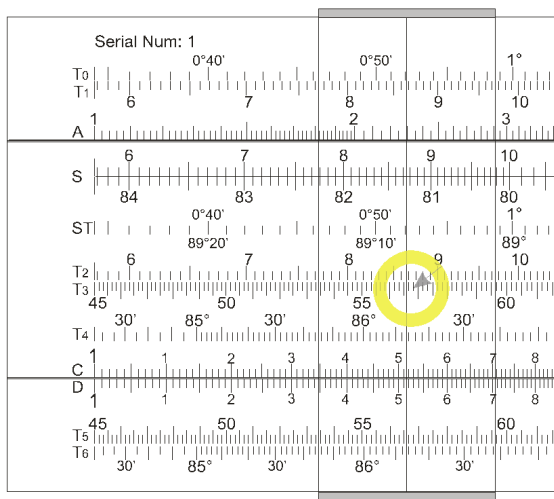 Serial Num: 1
0°40' 0°50' 1°
T0
T1
6 7 8 9 10
1 2 3
A
6 7 8 9 10
S
84 83 82 81 80
0°40' 0°50' 1°
ST
89°20' 89°10' 89°
6 7 8 9 10
T2
T3
45 50 55 60
30' 85° 30' 86° 30'
T4
1 1 2 3 4 5 6 7 8
C
D
1 1 2 3 4 5 6 7 8
45 50 55 60
T5
T6
30' 85° 30' 86° 30'